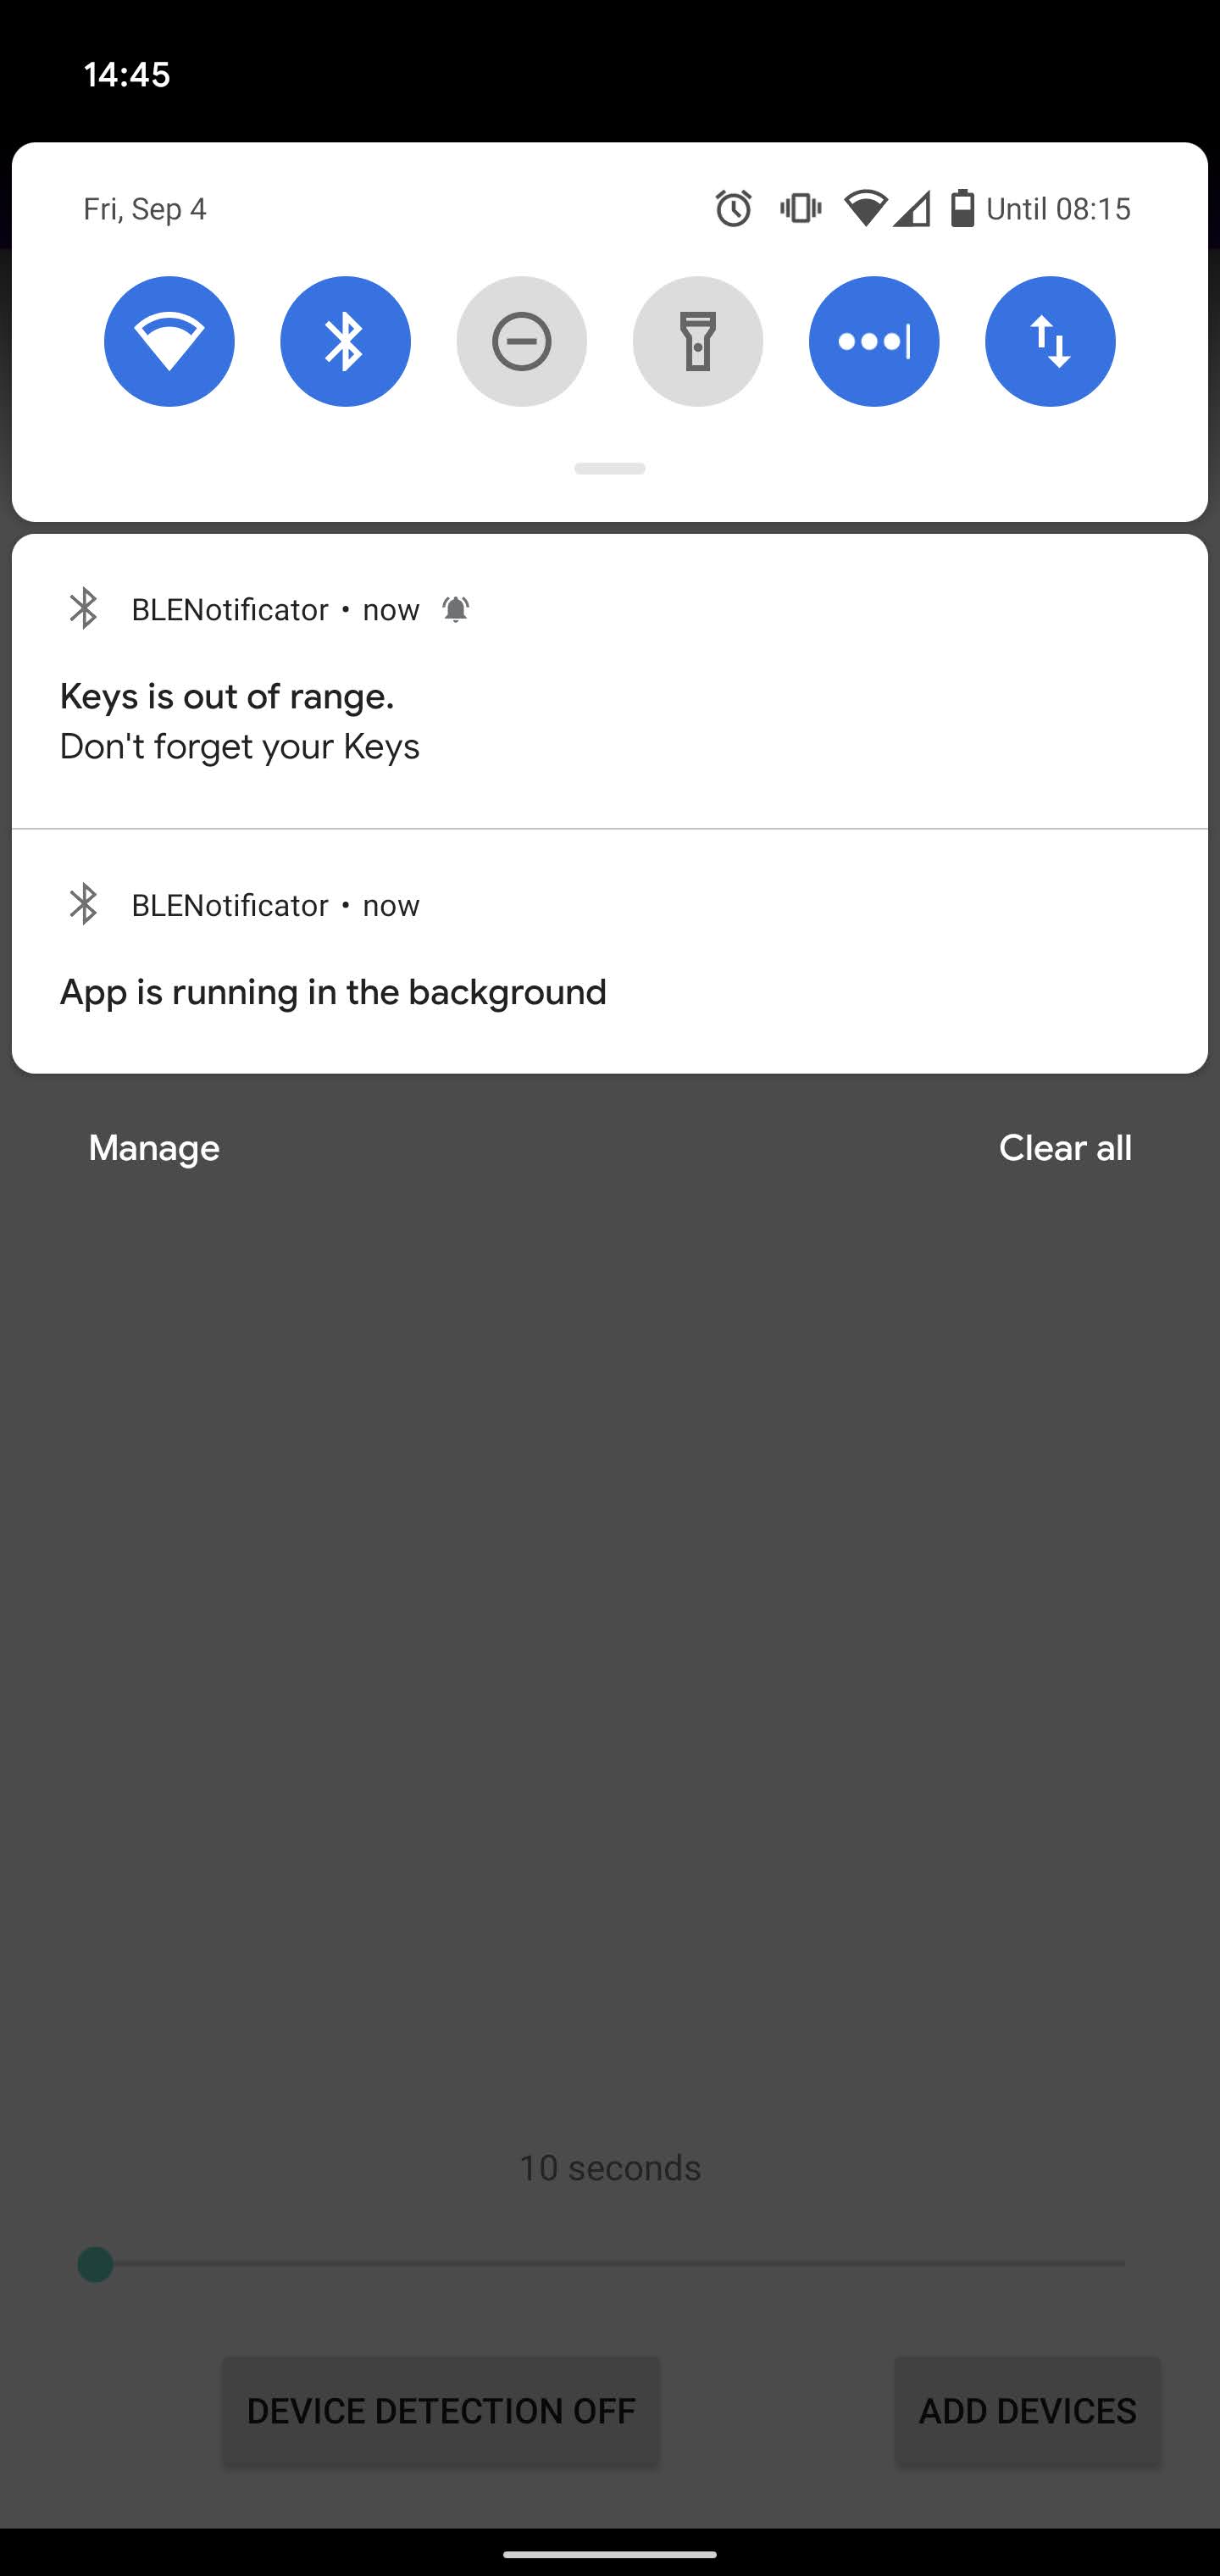 14:45
Fri, Sep 4
Until 08:15
BLENotificator • now
Keys is out of range.
Don't forget your Keys
BLENotificator • now
App is running in the background
Manage
Clear all
10 seconds
DEVICE DETECTION OFF
ADD DEVICES